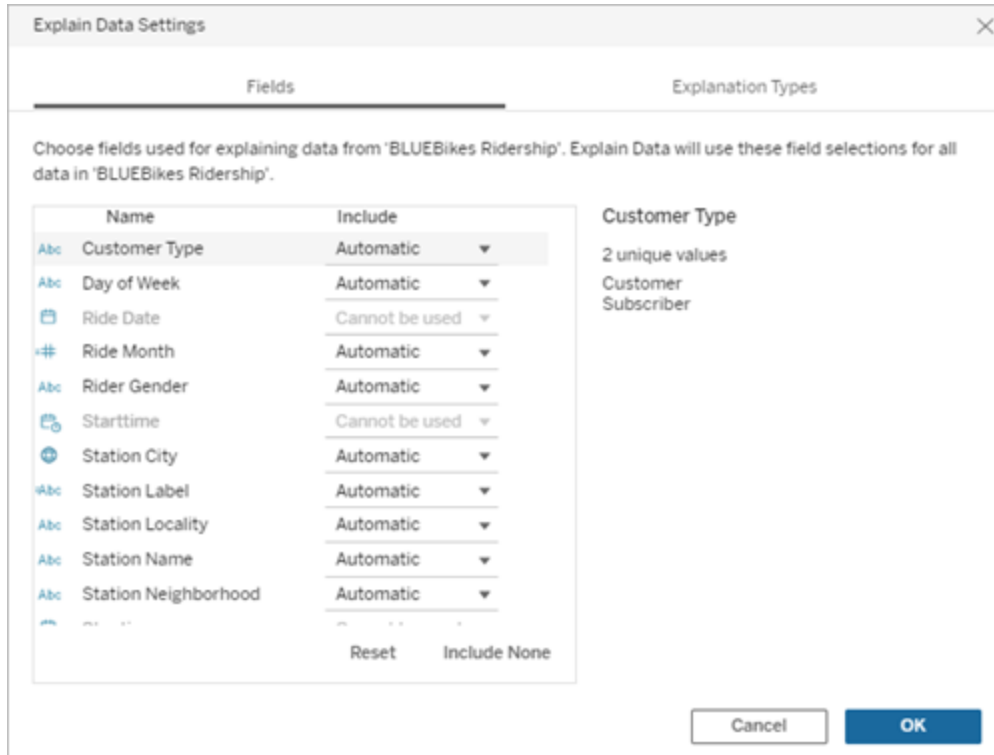 Explain Data Settings
Fields Explanation Types
Choose fields used for explaining data from 'BLUEBikes Ridership'. Explain Data will use these field selections for all
data in 'BLUEBikes Ridership'.
Name Include
Abc Customer Type Automatic
Abc Day of Week Automatic
Ride Date Cannot be used
=# Ride Month Automatic
Abc Rider Gender Automatic
Starttime Cannot be used
Station City Automatic
=Abc Station Label Automatic
Abc Station Locality Automatic
Abc Station Name Automatic
Abc Station Neighborhood Automatic
Reset Include None
Customer Type
2 unique values
Customer
Subscriber
Cancel OK